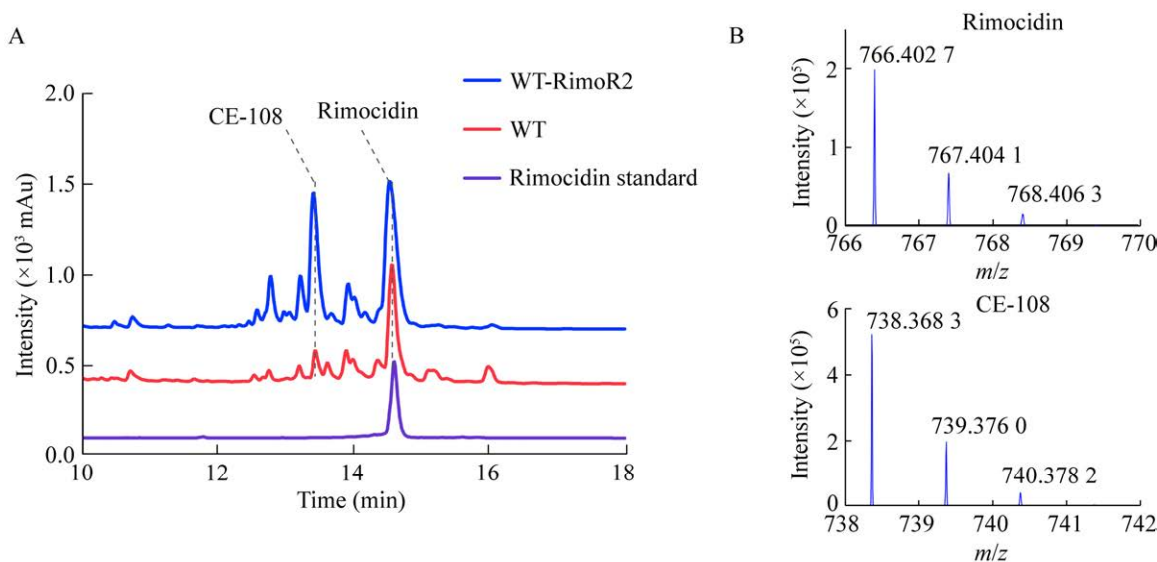 A
Intensity (×10³ mAu)
2.0
1.5
1.0
0.5
0.0
10
12
14
16
18
Time (min)
CE-108
Rimocidin
WT-RimoR2
WT
Rimocidin standard
B
Rimocidin
Intensity (×10⁵)
2
1
0
766.402 7
767.404 1
768.406 3
766
767
768
769
770
m/z
CE-108
Intensity (×10⁵)
6
4
2
0
738.368 3
739.376 0
740.378 2
738
739
740
741
742
m/z